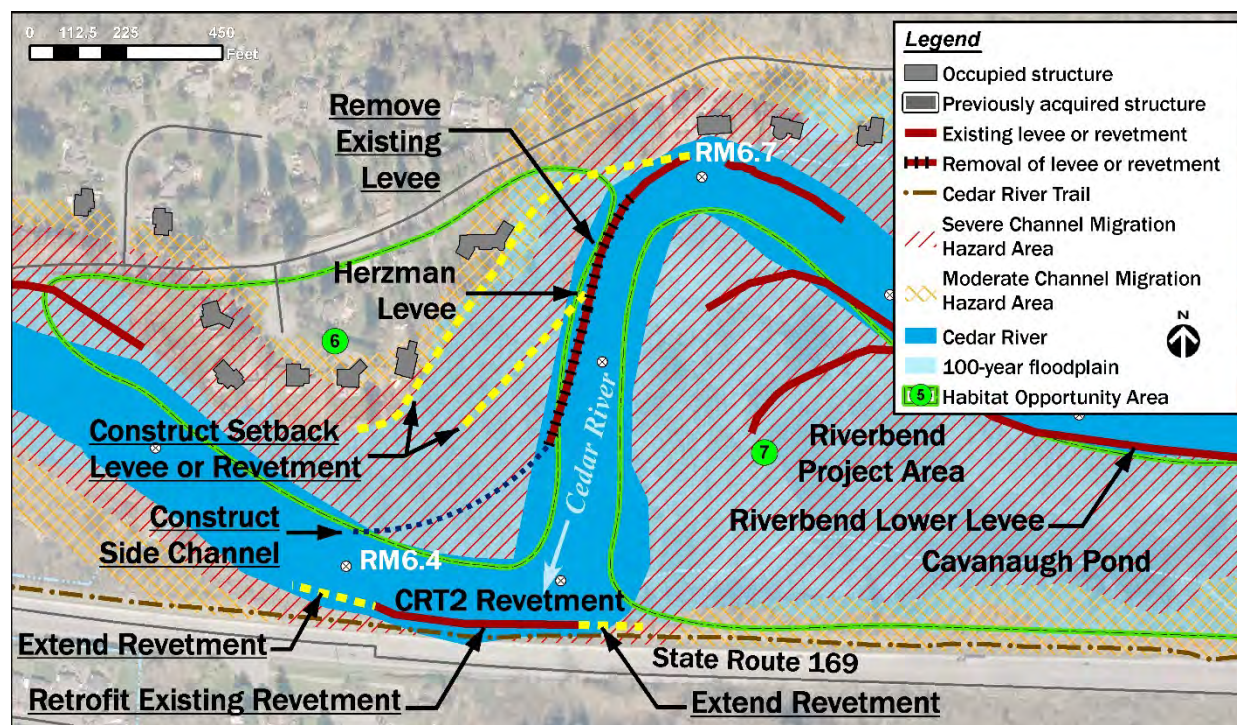 0 112.5 225 450
Feet
Remove
Existing
Levee
RM6.7
Herzman
Levee
6
Construct Setback
Levee or Revetment
Cedar River
7
Riverbend
Project Area
Riverbend Lower Levee
Cavanaugh Pond
Construct
Side Channel
RM6.4
CRT2 Revetment
Extend Revetment
State Route 169
Retrofit Existing Revetment
Extend Revetment
Legend
Occupied structure
Previously acquired structure
Existing levee or revetment
Removal of levee or revetment
Cedar River Trail
Severe Channel Migration
Hazard Area
Moderate Channel Migration
Hazard Area
N
Cedar River
100-year floodplain
5 Habitat Opportunity Area